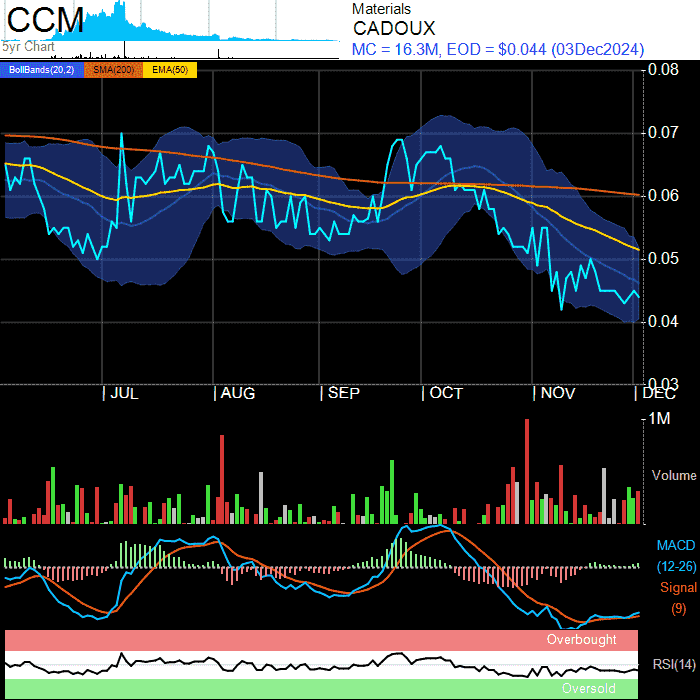 CCM
5yr Chart
Materials
CADOUX
MC = 16.3M, EOD = $0.044 (03Dec2024)
BollBands(20,2) SMA(200) EMA(50)
0.08
0.07
0.06
0.05
0.04
0.03
JUL AUG SEP OCT NOV DEC
1M
Volume
MACD
(12-26)
Signal
(9)
Overbought
RSI(14)
Oversold